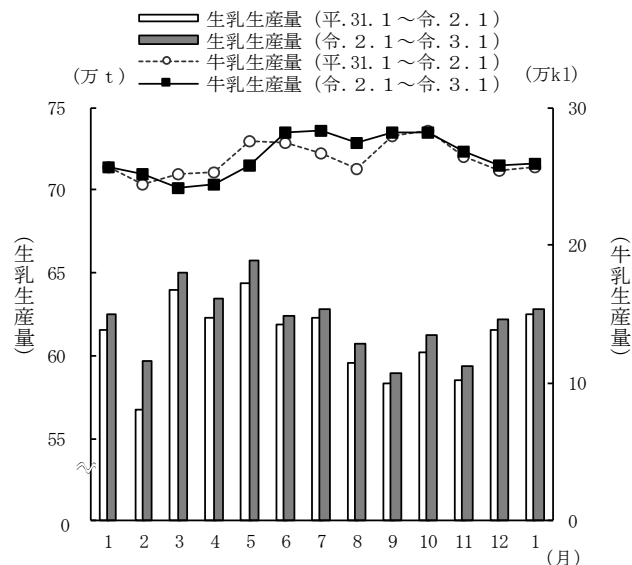 生乳生産量（平.31.1～令.2.1）
生乳生産量（令.2.1～令.3.1）
牛乳生産量（平.31.1～令.2.1）
牛乳生産量（令.2.1～令.3.1）
（万ｔ）
（万kl）
75
70
65
60
55
0
（生乳生産量）
30
20
10
0
（牛乳生産量）
1 2 3 4 5 6 7 8 9 10 11 12 1
（月）